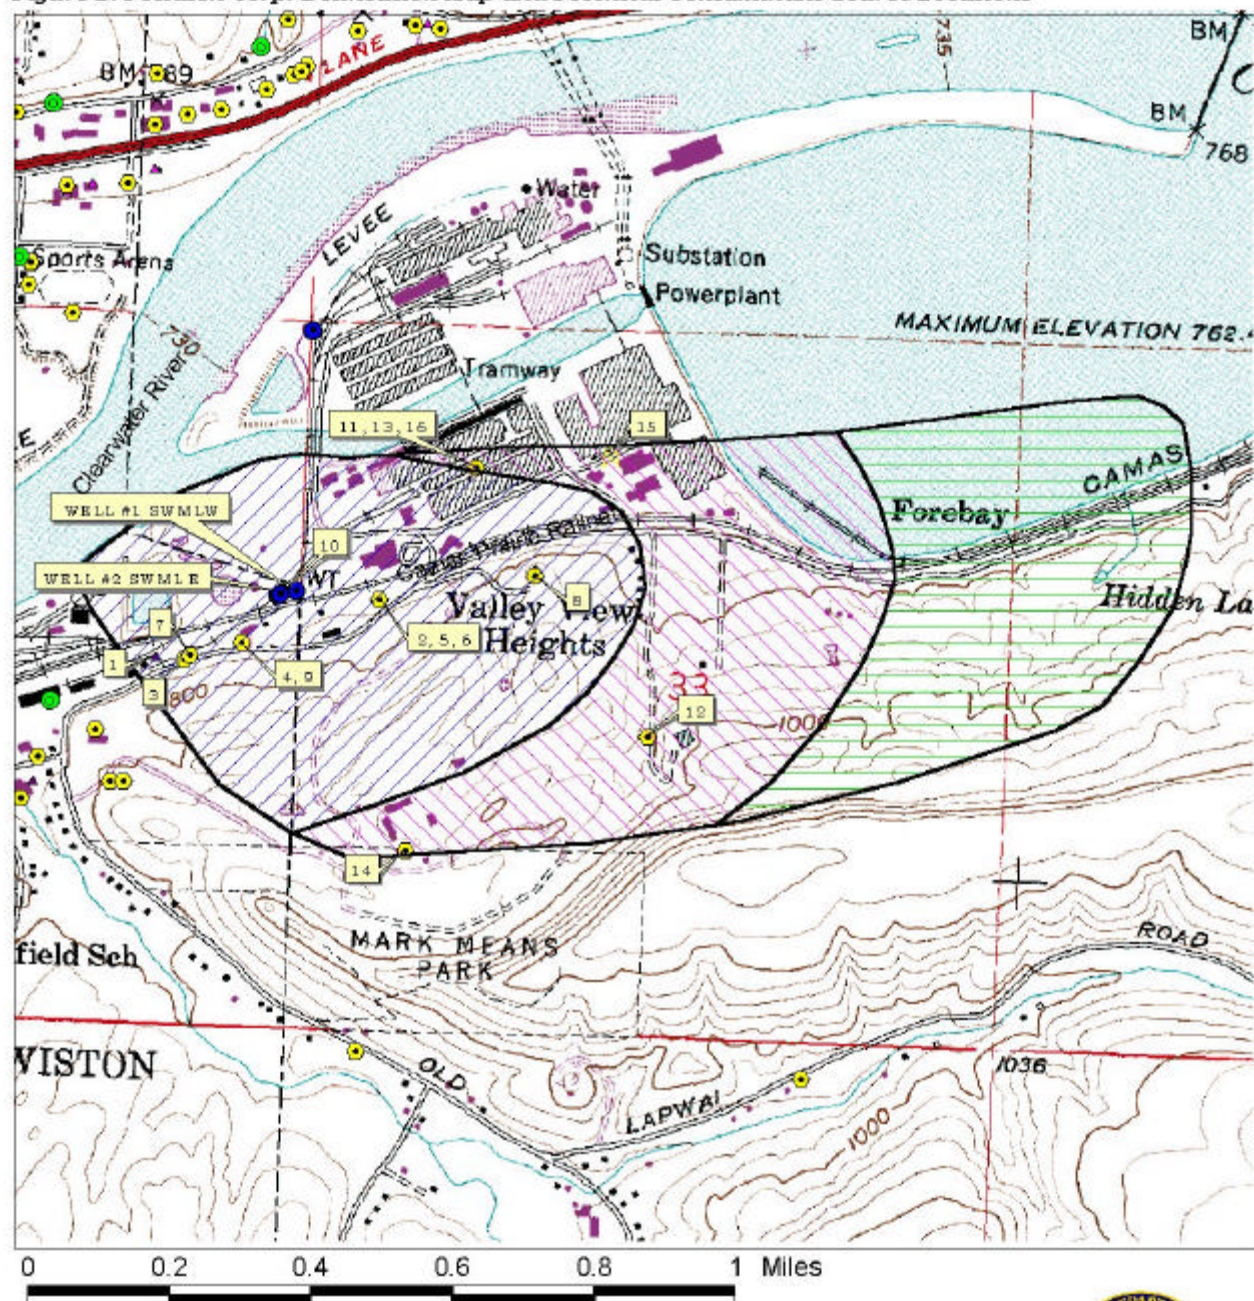 BM
BM 789
LANE
735
BM
768
Water
LEVEE
Sports Arena
Substation
Powerplant
MAXIMUM ELEVATION 762.
730
Clearwater River
Tramway
11, 13, 16
15
E
CAMAS
WELL #1 SWMLW
Forebay
10
WELL #2 SWMLE
WT
Prairie
8
Valley View
Heights
Hidden La
7
2, 5, 6
1
4, 9
3
800
33
12
1000
14
MARK MEANS
PARK
field Sch
ROAD
WISTON
OLD
1036
LAPWAI
1000
0 0.2 0.4 0.6 0.8 1 Miles